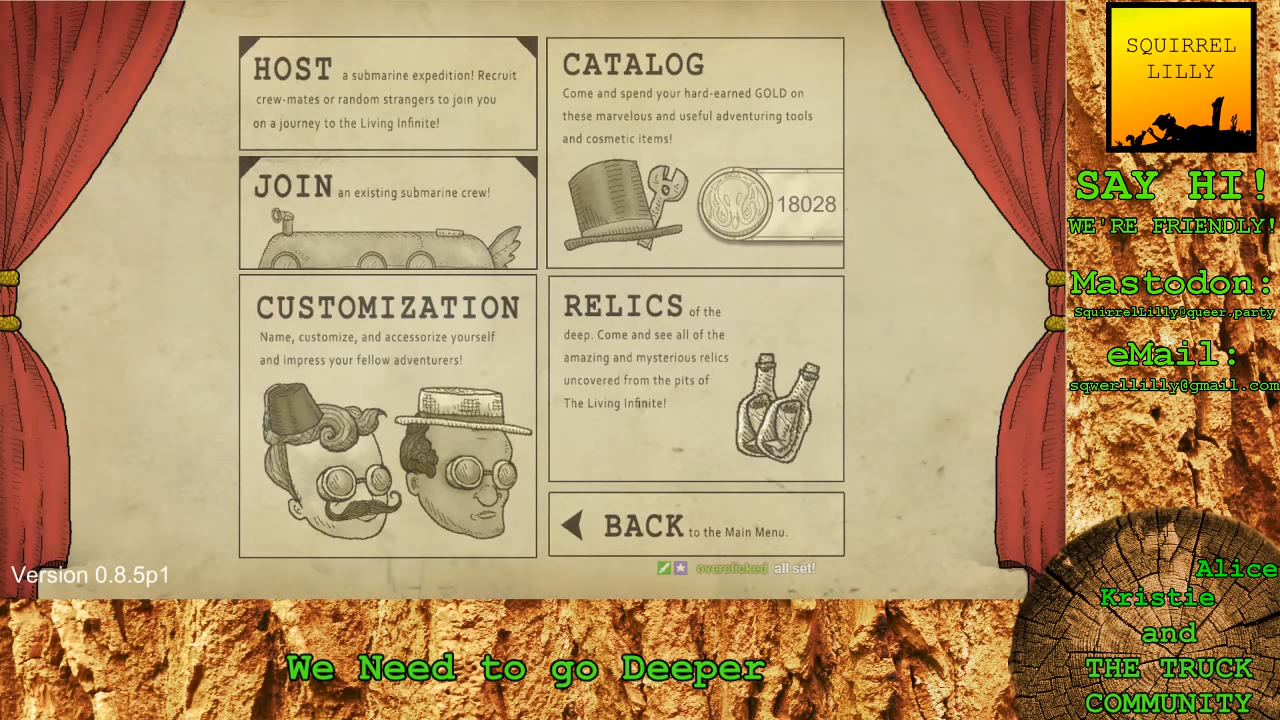 HOST a submarine expedition! Recruit
crew-mates or random strangers to join you
on a journey to the Living Infinite!
JOIN an existing submarine crew!
CUSTOMIZATION
Name, customize, and accessorize yourself
and impress your fellow adventurers!
CATALOG
Come and spend your hard-earned GOLD on
these marvelous and useful adventuring tools
and cosmetic items!
18028
RELICS of the
deep. Come and see all of the
amazing and mysterious relics
uncovered from the pits of
The Living Infinite!
BACK to the Main Menu.
overclicked all set!
Version 0.8.5p1
We Need to go Deeper
SQUIRREL
LILLY
SAY HI!
WE'RE FRIENDLY!
Mastodon:
SquirrelLilly@queer.party
eMail:
sqwerllilly@gmail.com
Alice
Kristie
and
THE TRUCK
COMMUNITY